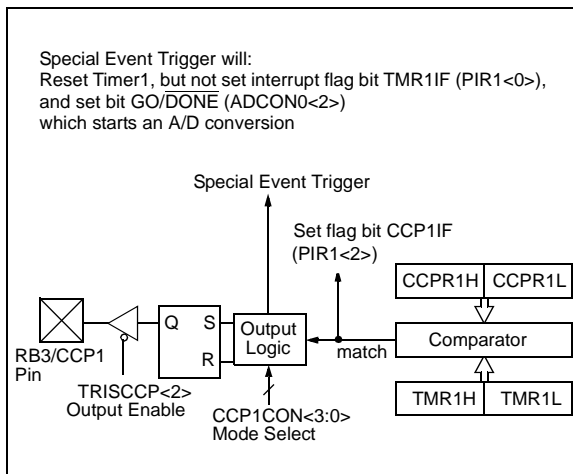 Special Event Trigger will:
Reset Timer1, but not set interrupt flag bit TMR1IF (PIR1<0>),
and set bit GO/DONE (ADCON0<2>)
which starts an A/D conversion
Special Event Trigger
Set flag bit CCP1IF
(PIR1<2>)
CCPR1H CCPR1L
Q S
R
Output
Logic
match
Comparator
RB3/CCP1
Pin
TRISCCP<2>
Output Enable
CCP1CON<3:0>
Mode Select
TMR1H TMR1L